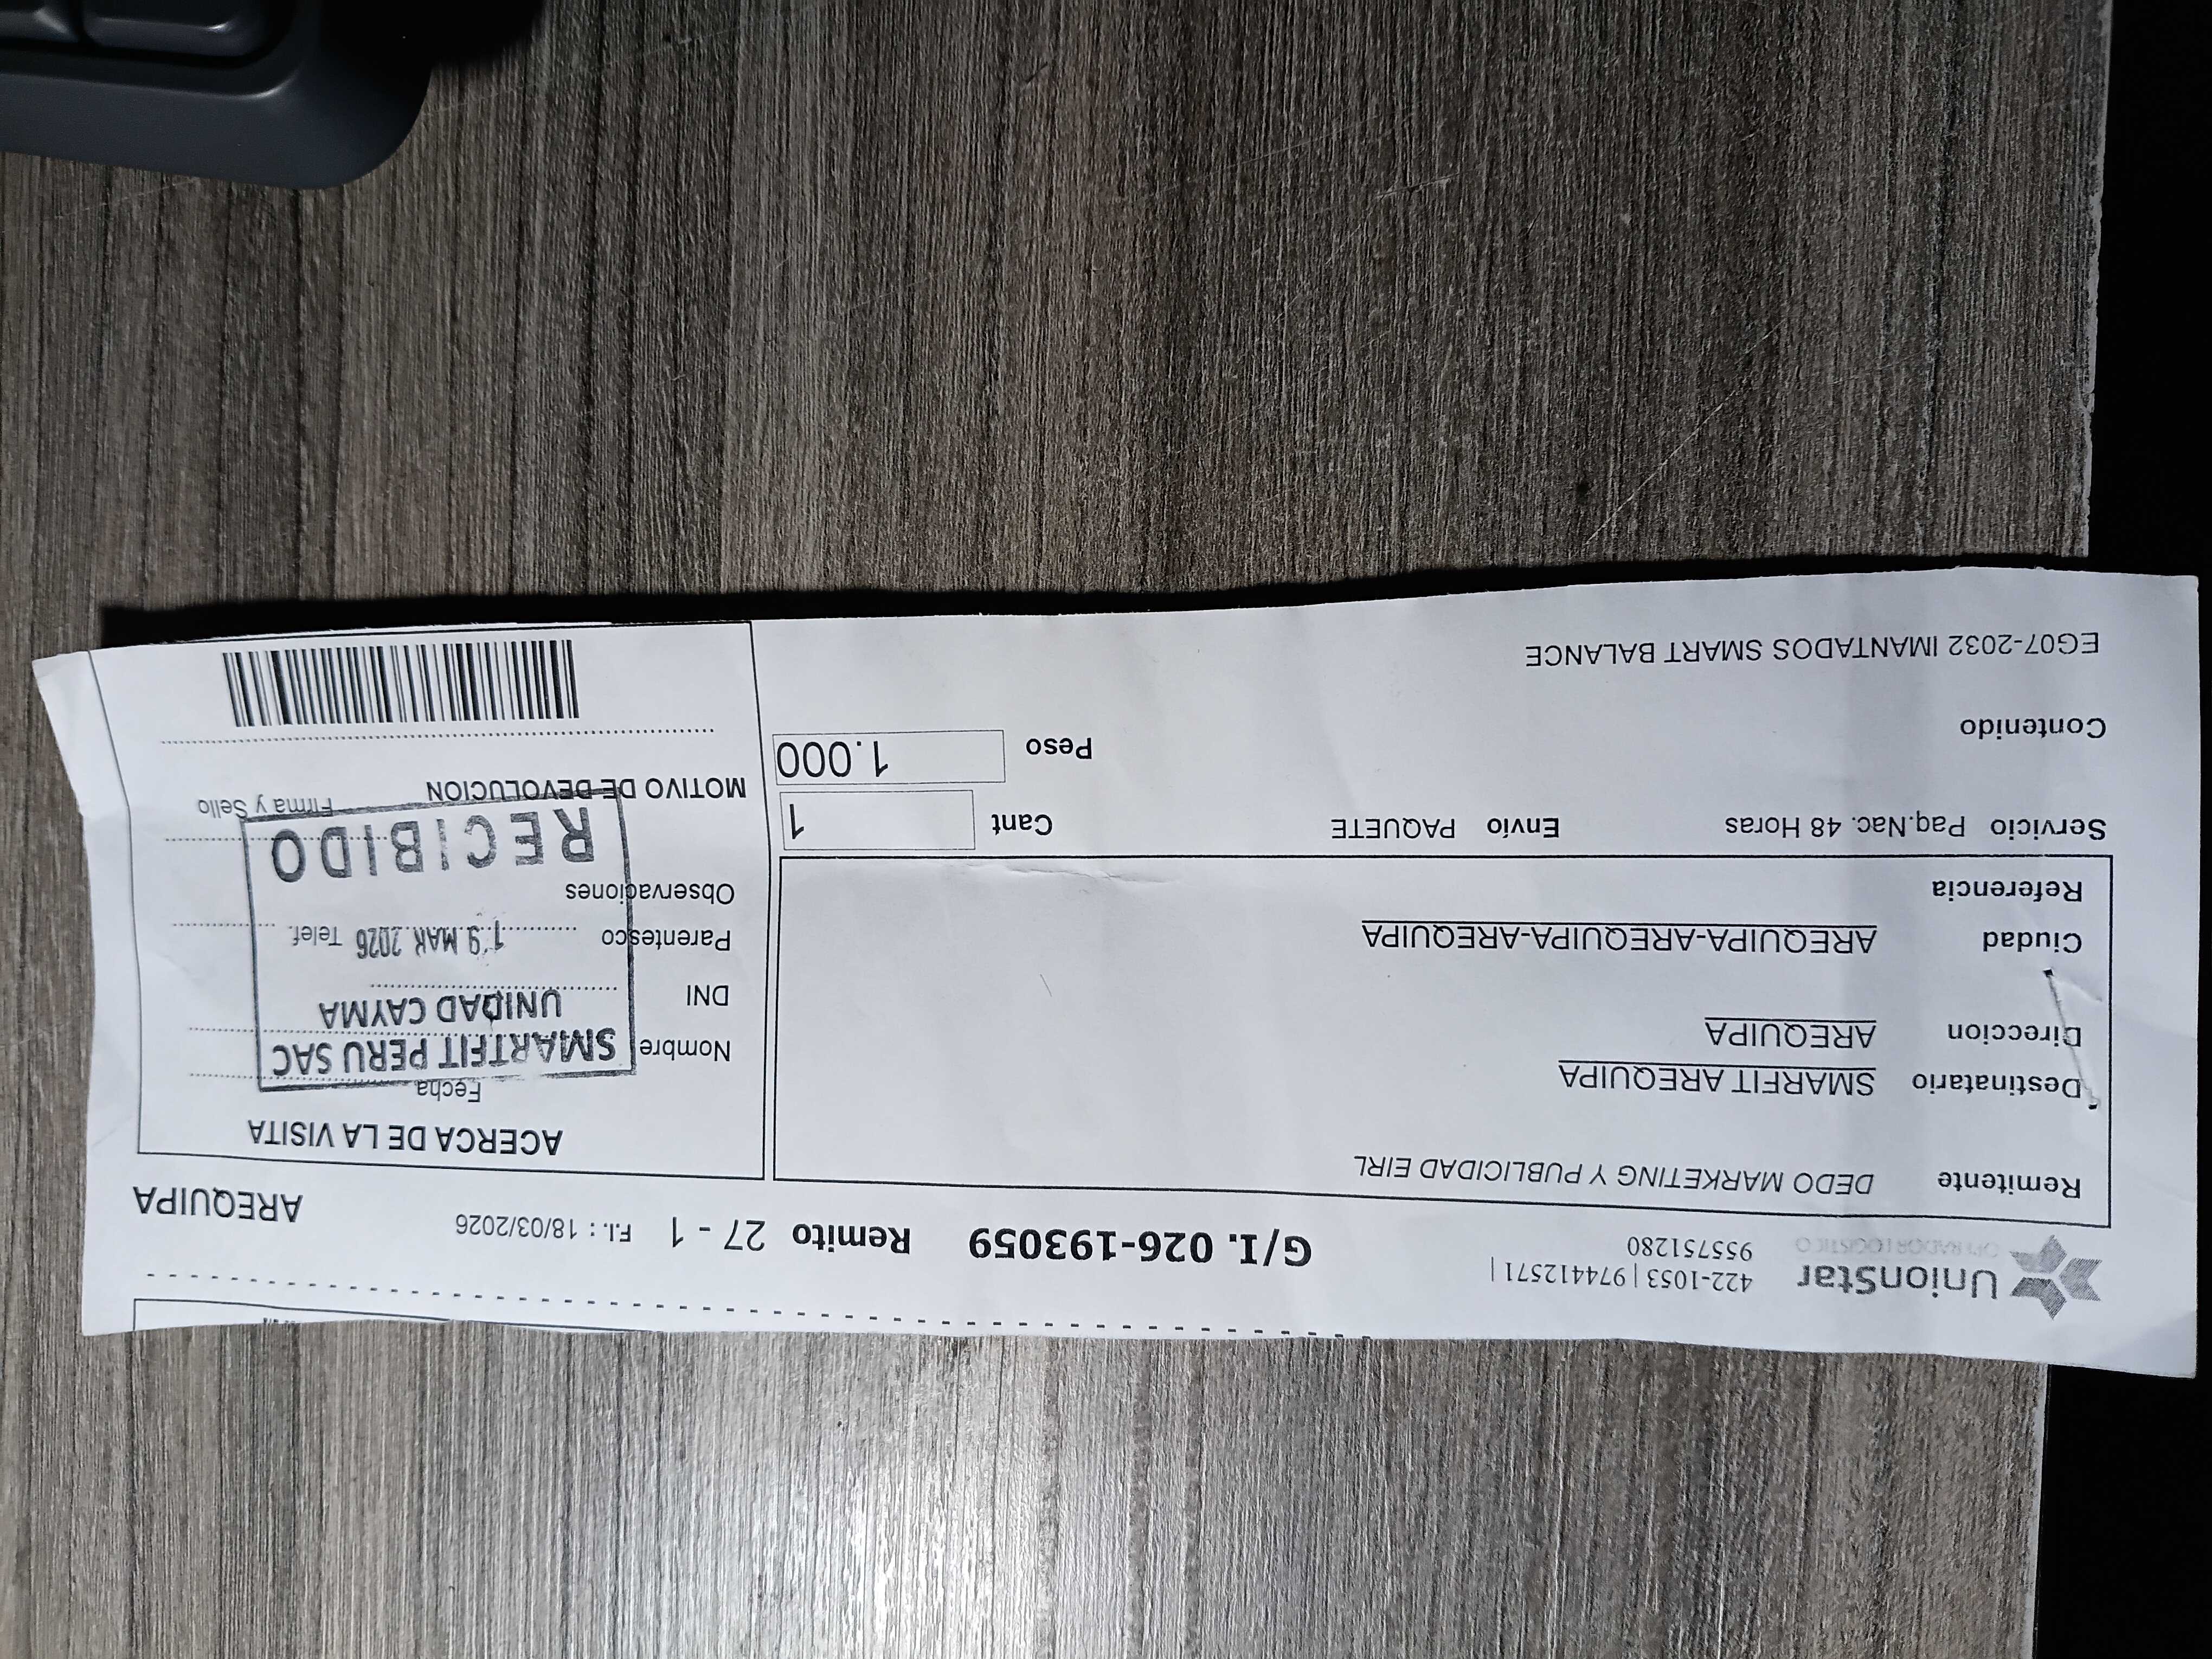 UnionStar
OPERADOR LOGISTICO
422-1053 | 974412571 |
955751280
G/I. 026-193059 Remito 27 - 1 F.I. : 18/03/2026 AREQUIPA
Remitente DEDO MARKETING Y PUBLICIDAD EIRL
Destinatario SMARFIT AREQUIPA
Direccion AREQUIPA
Ciudad AREQUIPA-AREQUIPA-AREQUIPA
Referencia
Servicio Paq.Nac. 48 Horas Envío PAQUETE Cant 1
Peso 1.000
Contenido
EG07-2032 IMANTADOS SMART BALANCE
ACERCA DE LA VISITA
Fecha
Nombre
DNI
Parentesco Telef.
Observaciones
Firma y Sello
MOTIVO DE DEVOLUCION
SMARTFIT PERU SAC
UNIDAD CAYMA
19 MAR 2026
RECIBIDO